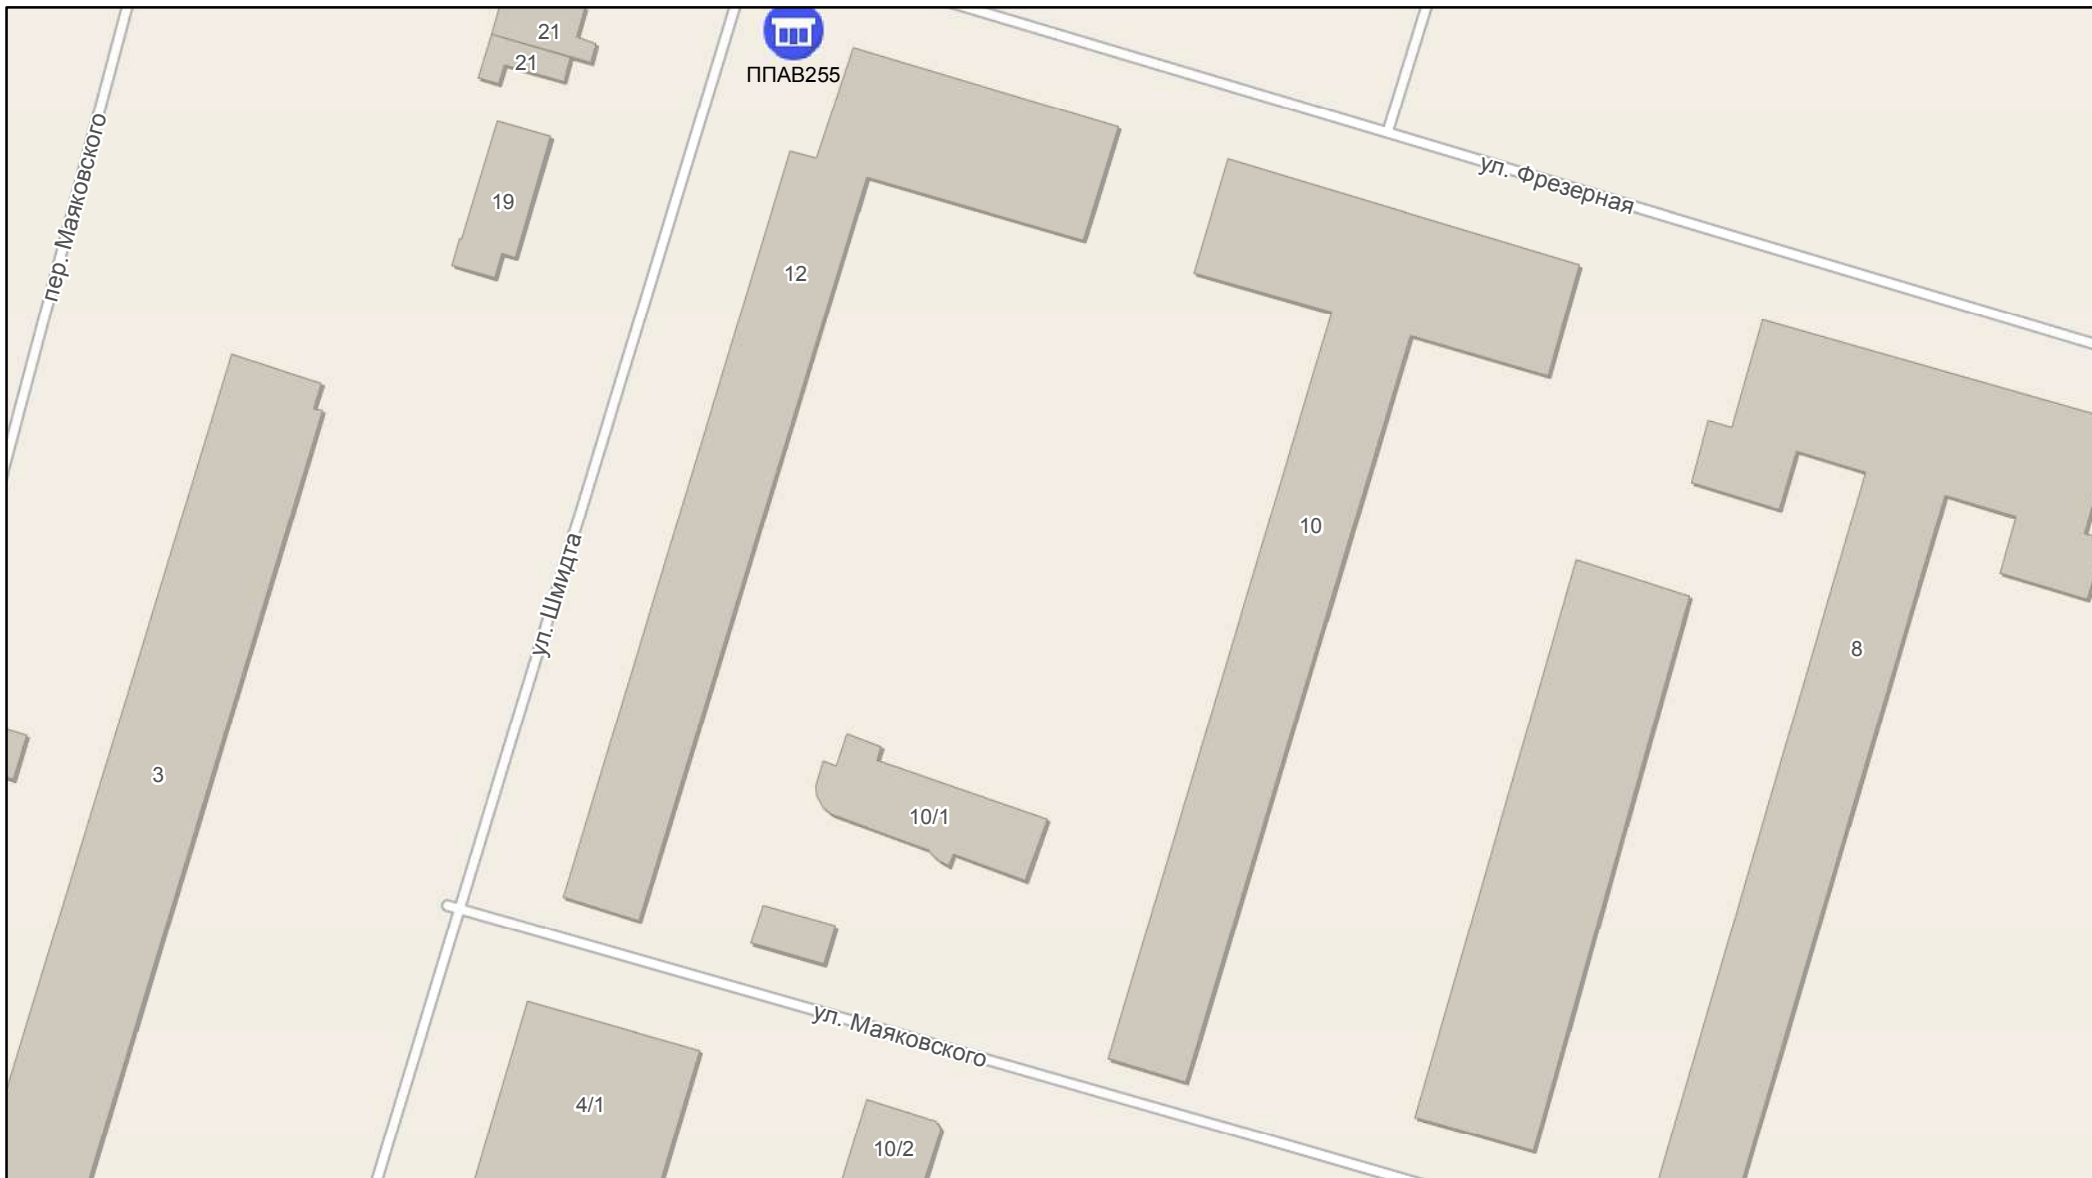 21
21
ППАВ255
пер. Маяковского
ул. Фрезерная
19
12
10
ул. Шмидта
8
3
10/1
ул. Маяковского
4/1
10/2